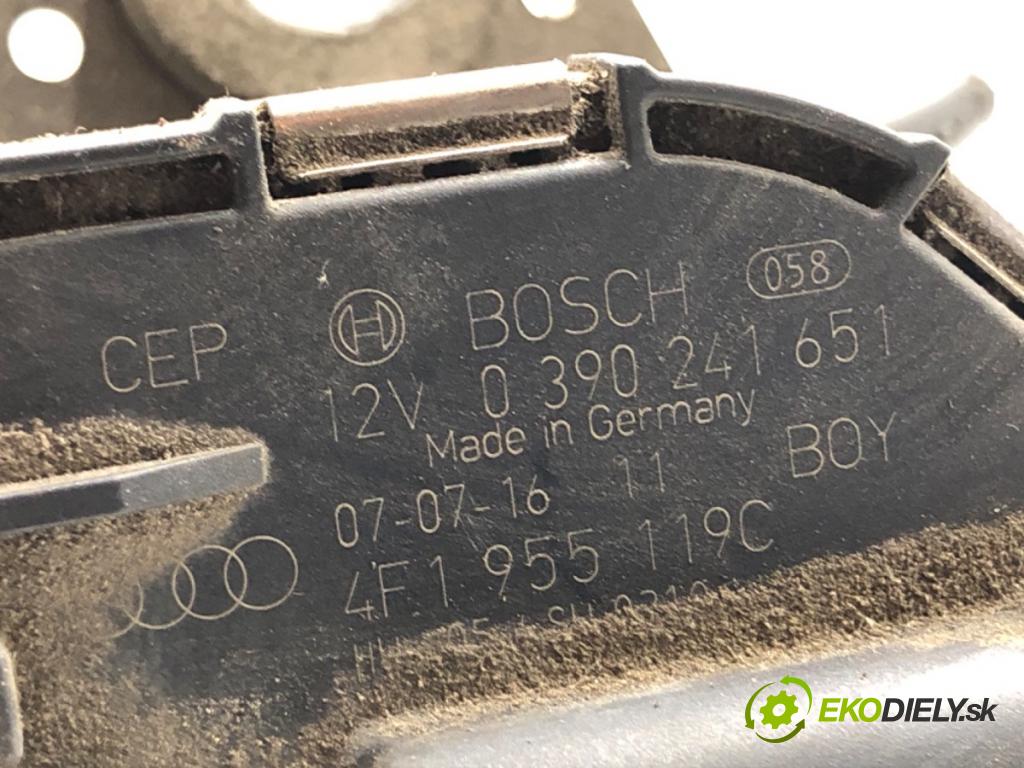 CEP
BOSCH 058
12V 0 390 241 651
Made in Germany
07-07-16 11 BOY
4F1 955 119C
EKODIELY.sk